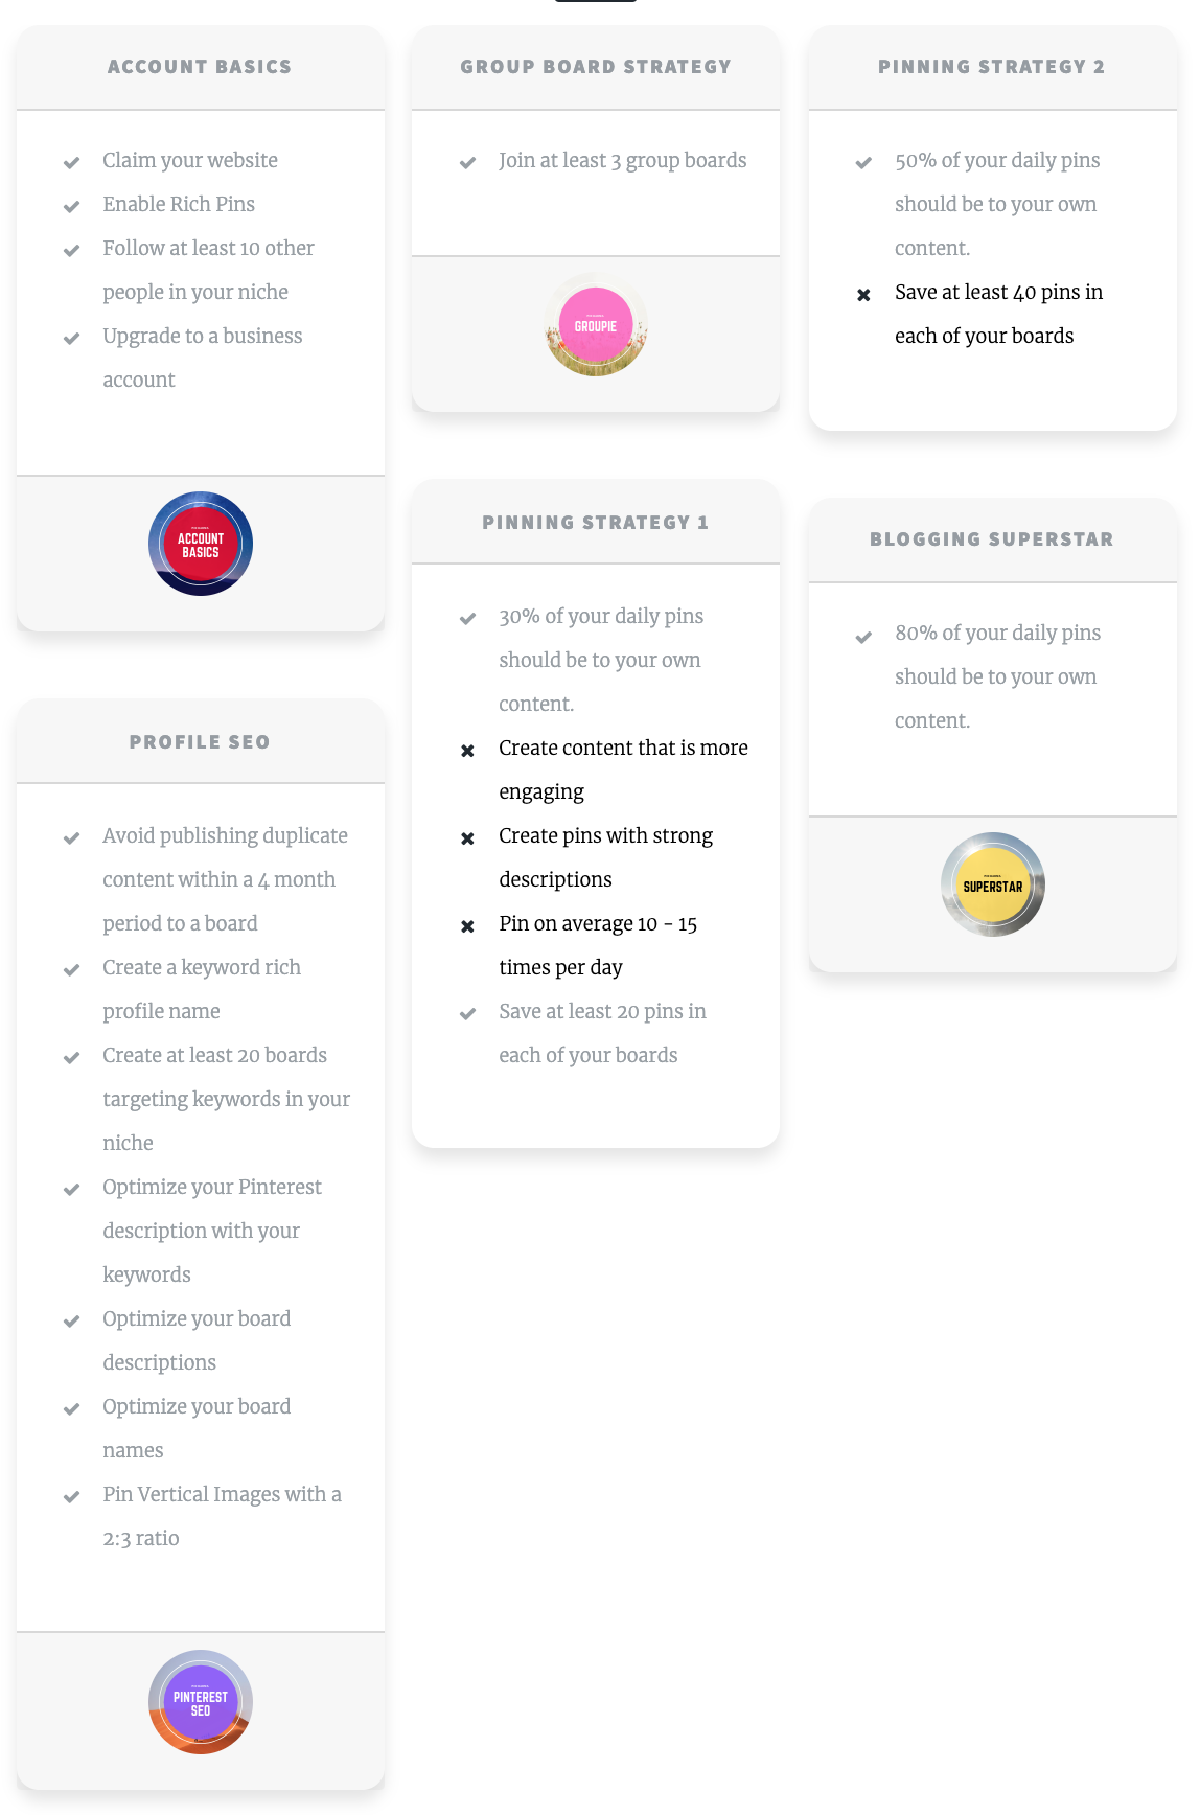 ACCOUNT BASICS
Claim your website
Enable Rich Pins
Follow at least 10 other
people in your niche
Upgrade to a business
account
ACCOUNT
BASICS
PROFILE SEO
Avoid publishing duplicate
content within a 4 month
period to a board
Create a keyword rich
profile name
Create at least 20 boards
targeting keywords in your
niche
Optimize your Pinterest
description with your
keywords
Optimize your board
descriptions
Optimize your board
names
Pin Vertical Images with a
2:3 ratio
PINTEREST
SEO
GROUP BOARD STRATEGY
Join at least 3 group boards
GROUPIE
PINNING STRATEGY 1
30% of your daily pins
should be to your own
content.
Create content that is more
engaging
Create pins with strong
descriptions
Pin on average 10 - 15
times per day
Save at least 20 pins in
each of your boards
PINNING STRATEGY 2
50% of your daily pins
should be to your own
content.
Save at least 40 pins in
each of your boards
BLOGGING SUPERSTAR
80% of your daily pins
should be to your own
content.
SUPERSTAR